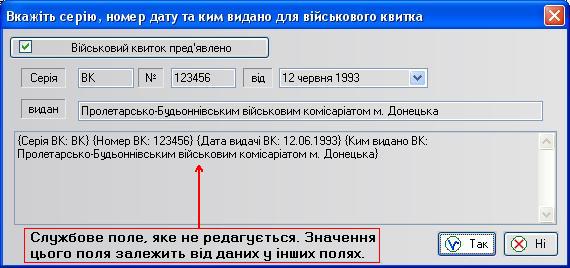 Вкажіть серію, номер дату та ким видано для військового квитка
Військовий квиток пред'явлено
Серія ВК № 123456 від 12 червня 1993
видан Пролетарсько-Будьоннівським військовим комісаріатом м. Донецька
{Серія ВК: ВК} {Номер ВК: 123456} {Дата видачі ВК: 12.06.1993} {Ким видано ВК:
Пролетарсько-Будьоннівським військовим комісаріатом м. Донецька}
Службове поле, яке не редагується. Значення
цього поля залежить від даних у інших полях.
Так Ні